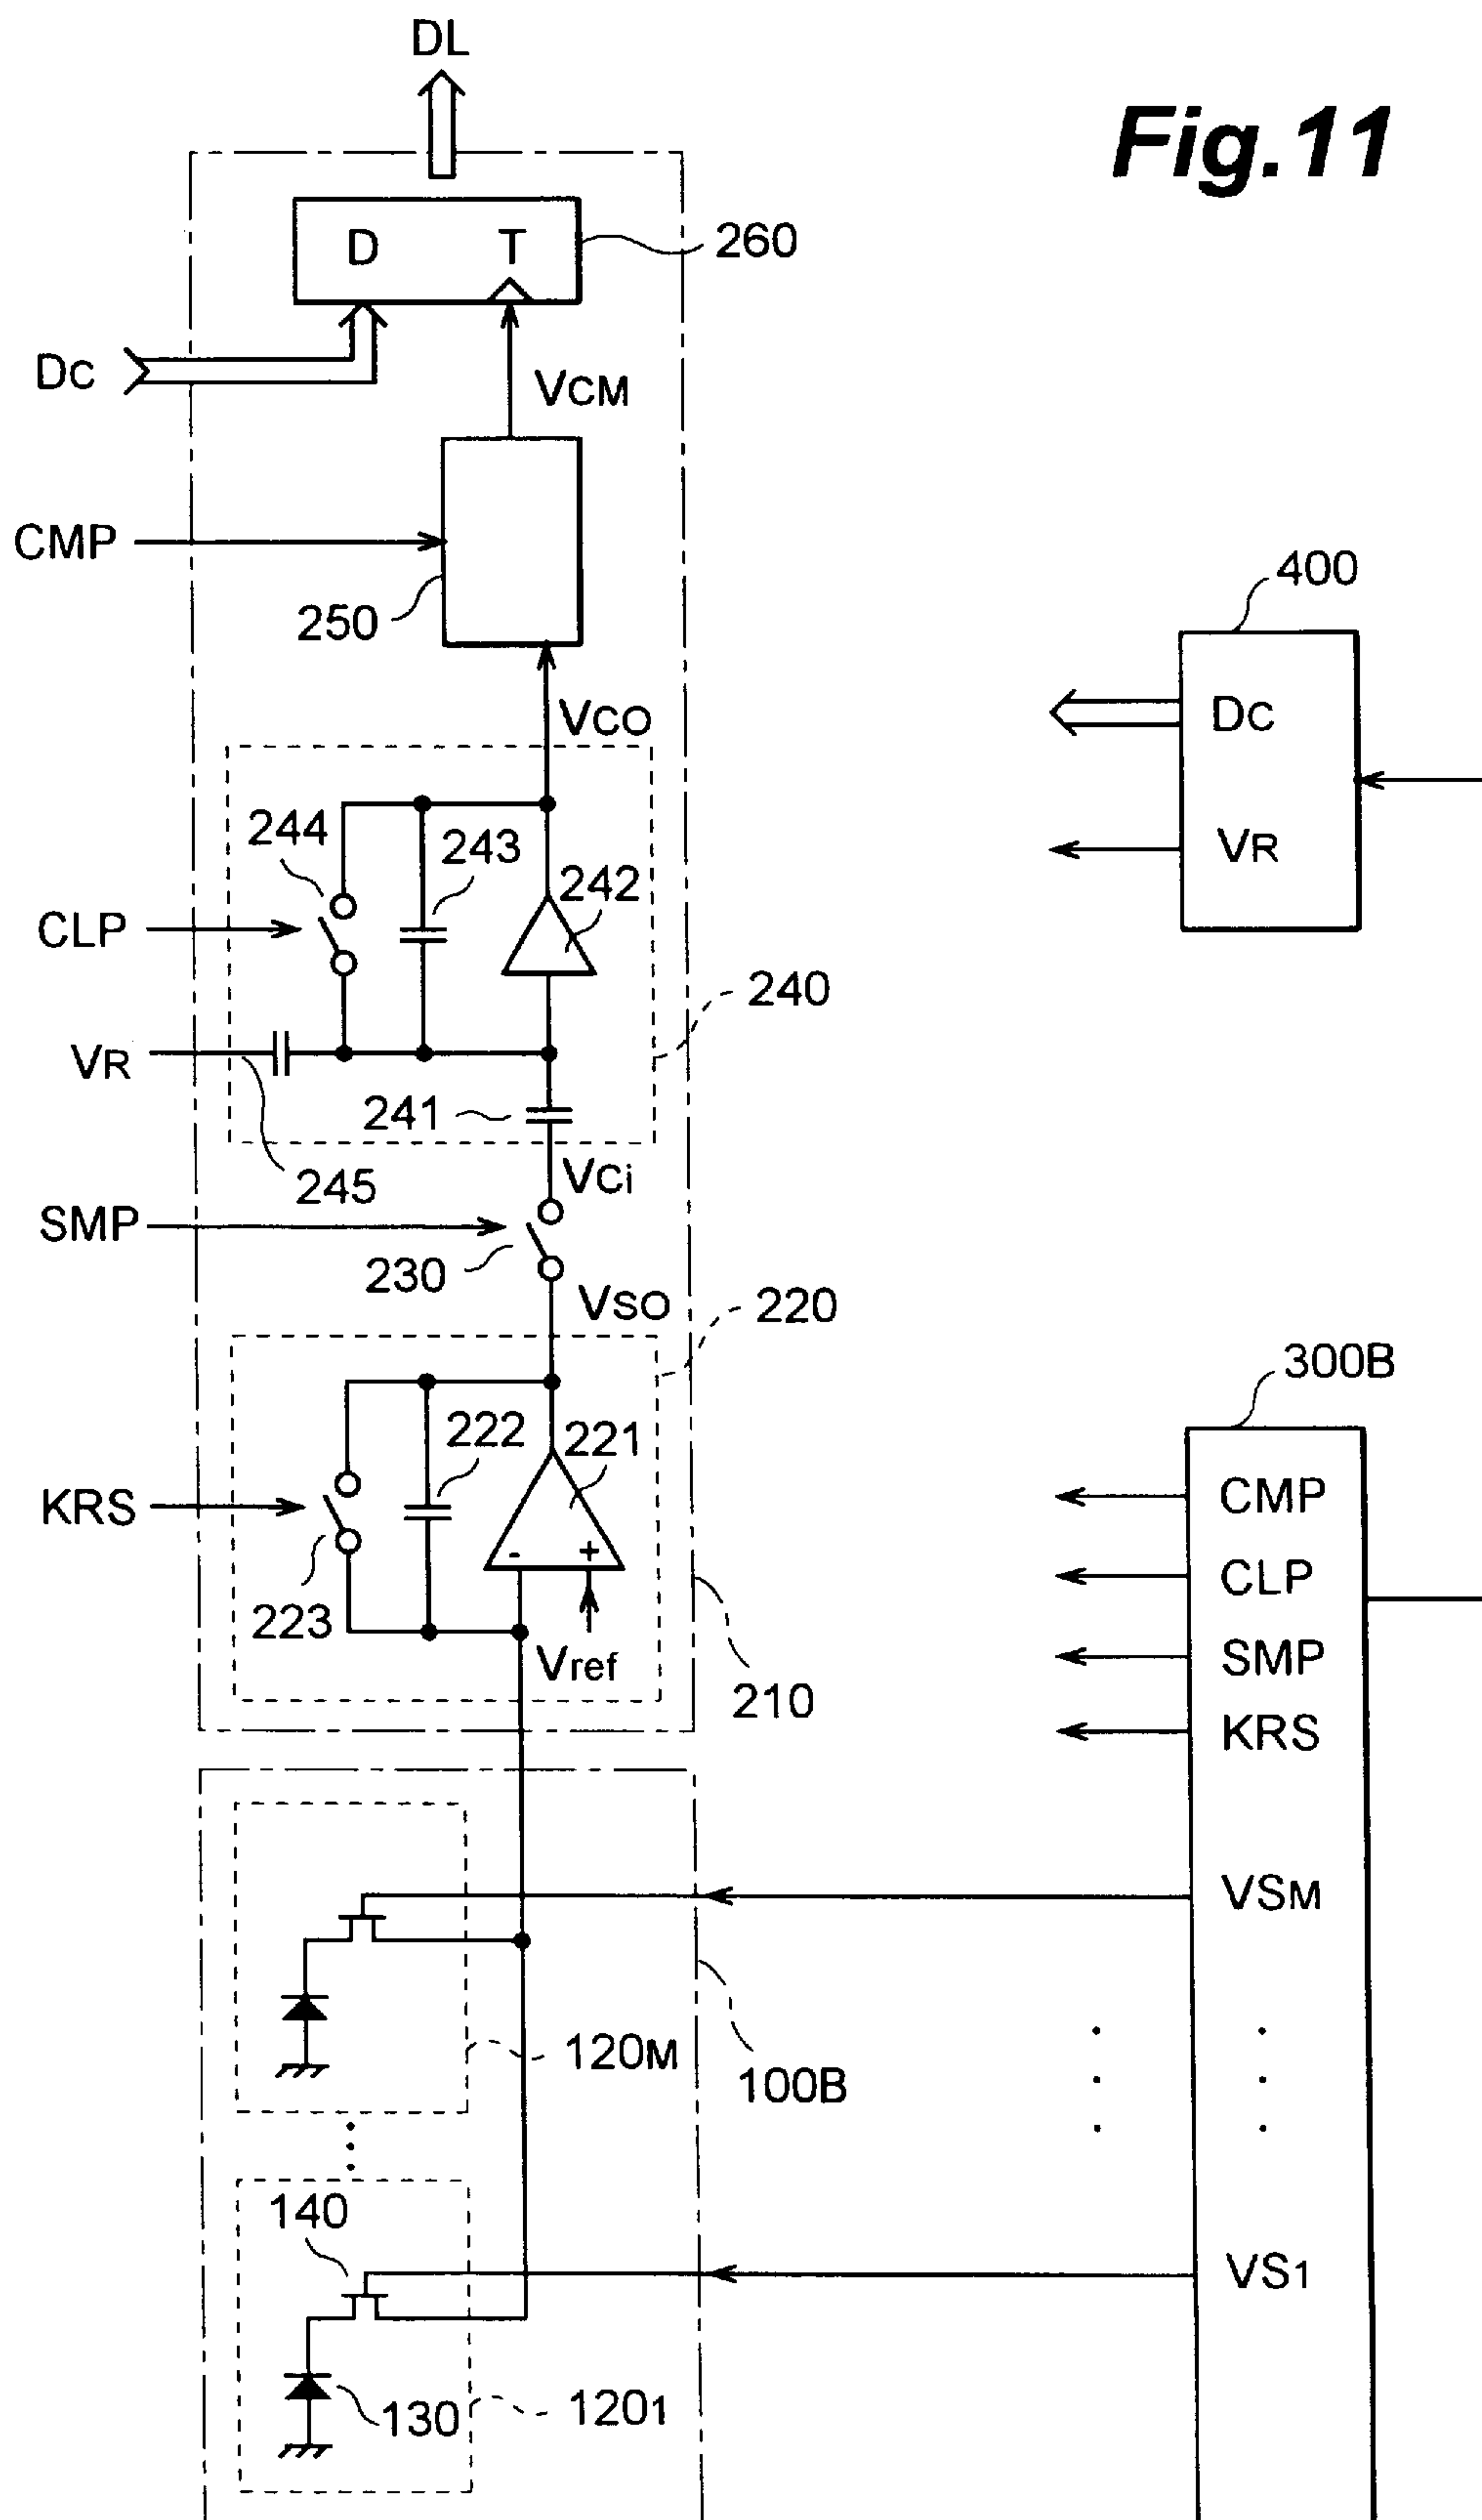 DL
Fig.11
D T
260
DC
VCM
CMP
250
400
DC
VR
VCO
244
243
242
CLP
240
VR
241
245
VCi
SMP
230
VSO
220
300B
222
221
KRS
- +
223
Vref
210
CMP
CLP
SMP
KRS
VSM
120M
100B
140
VS1
130
1201